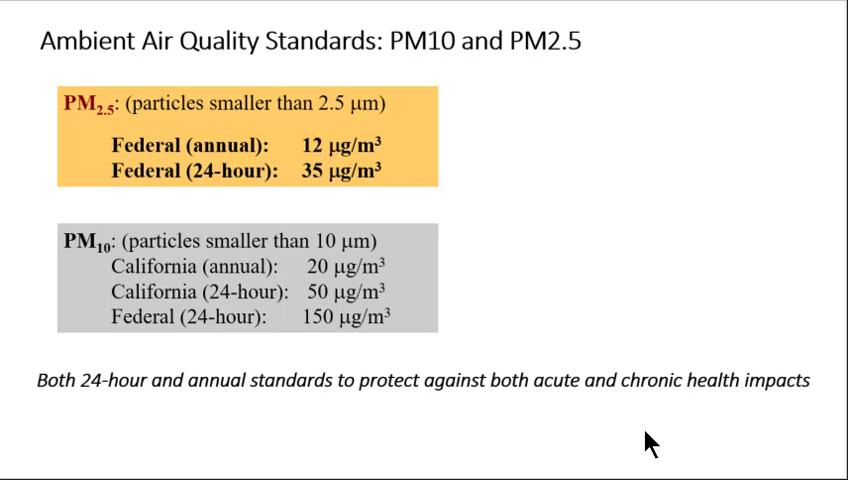 Ambient Air Quality Standards: PM10 and PM2.5
PM2.5: (particles smaller than 2.5 μm)
Federal (annual): 12 μg/m³
Federal (24-hour): 35 μg/m³
PM10: (particles smaller than 10 μm)
California (annual): 20 μg/m³
California (24-hour): 50 μg/m³
Federal (24-hour): 150 μg/m³
Both 24-hour and annual standards to protect against both acute and chronic health impacts